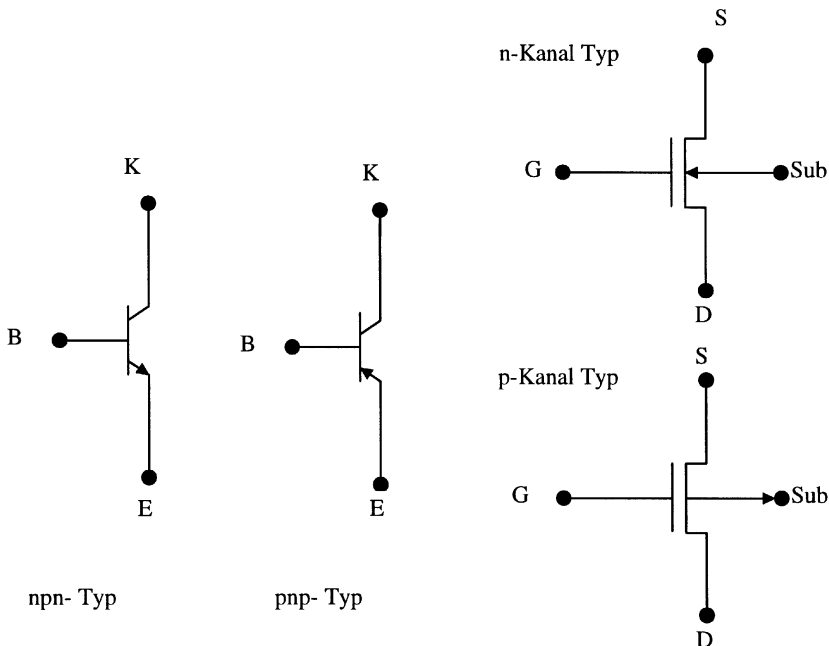 K
B
E
npn- Typ
K
B
E
pnp- Typ
n-Kanal Typ
S
G
Sub
D
p-Kanal Typ
S
G
Sub
D